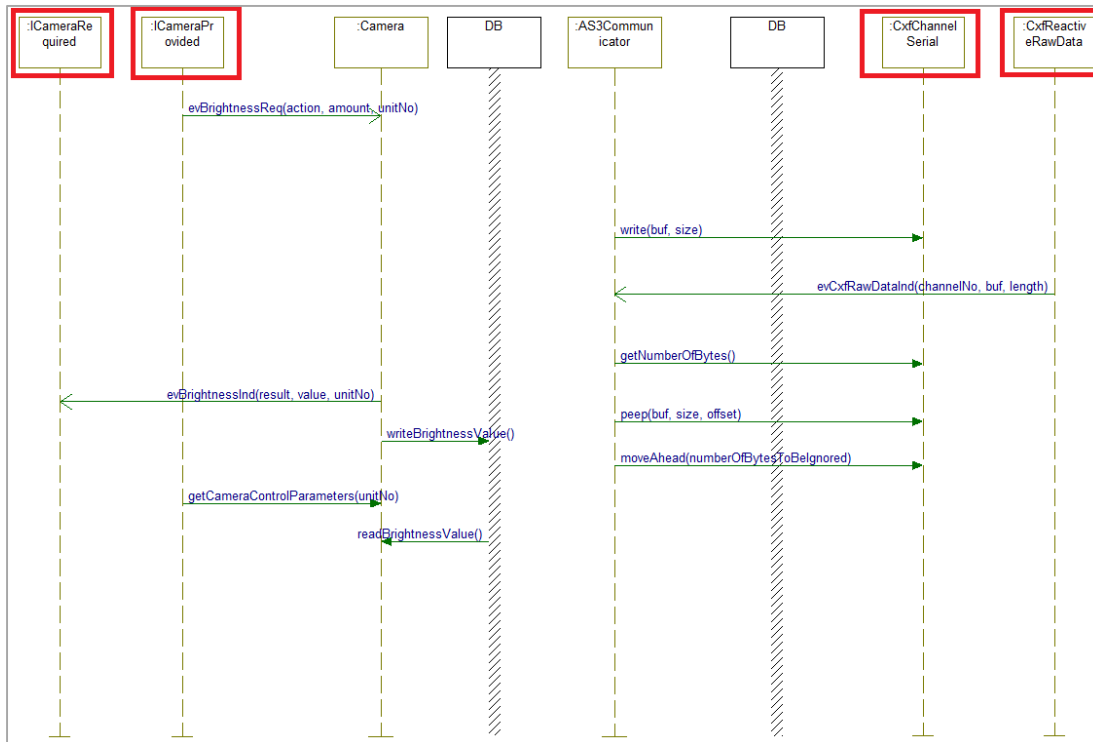 :ICameraRe
quired
:ICameraPr
ovided
:Camera
DB
:AS3Commun
icator
DB
:CxfChannel
Serial
:CxfReactiv
eRawData
evBrightnessReq(action, amount, unitNo)
write(buf, size)
evCxfRawDataInd(channelNo, buf, length)
getNumberOfBytes()
evBrightnessInd(result, value, unitNo)
peep(buf, size, offset)
writeBrightnessValue()
moveAhead(numberOfBytesToBeIgnored)
getCameraControlParameters(unitNo)
readBrightnessValue()